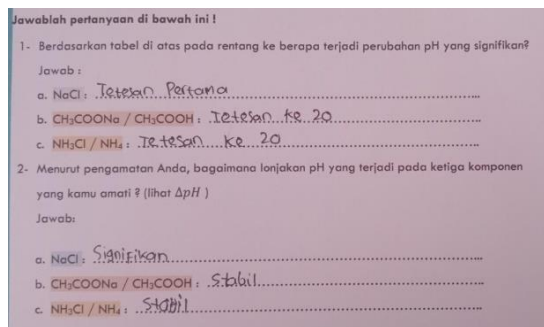 Jawablah pertanyaan di bawah ini !
1- Berdasarkan tabel di atas pada rentang ke berapa terjadi perubahan pH yang signifikan?
Jawab :
a. NaCl : Tetesan Pertama
b. CH₃COONa / CH₃COOH : Tetesan ke 20
c. NH₃Cl / NH₄ : Tetesan ke 20
2- Menurut pengamatan Anda, bagaimana lonjakan pH yang terjadi pada ketiga komponen
yang kamu amati ? (lihat ΔpH )
Jawab:
a. NaCl : Signifikan
b. CH₃COONa / CH₃COOH : Stabil
c. NH₃Cl / NH₄ : Stabil